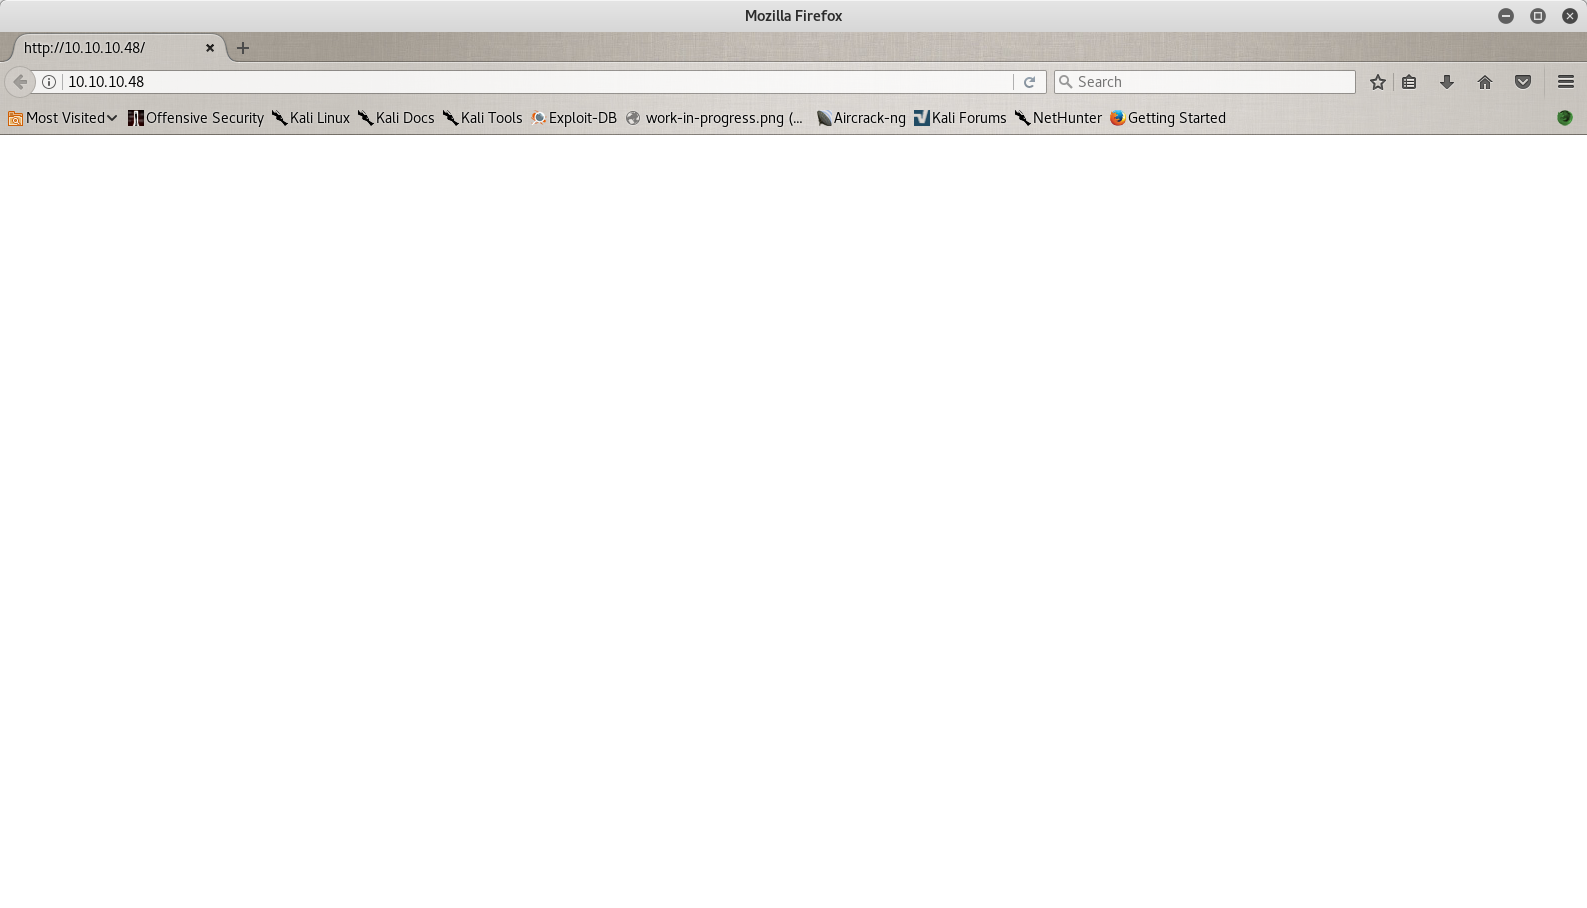 Mozilla Firefox
http://10.10.10.48/
10.10.10.48 Search
Most Visited Offensive Security Kali Linux Kali Docs Kali Tools Exploit-DB work-in-progress.png (... Aircrack-ng Kali Forums NetHunter Getting Started